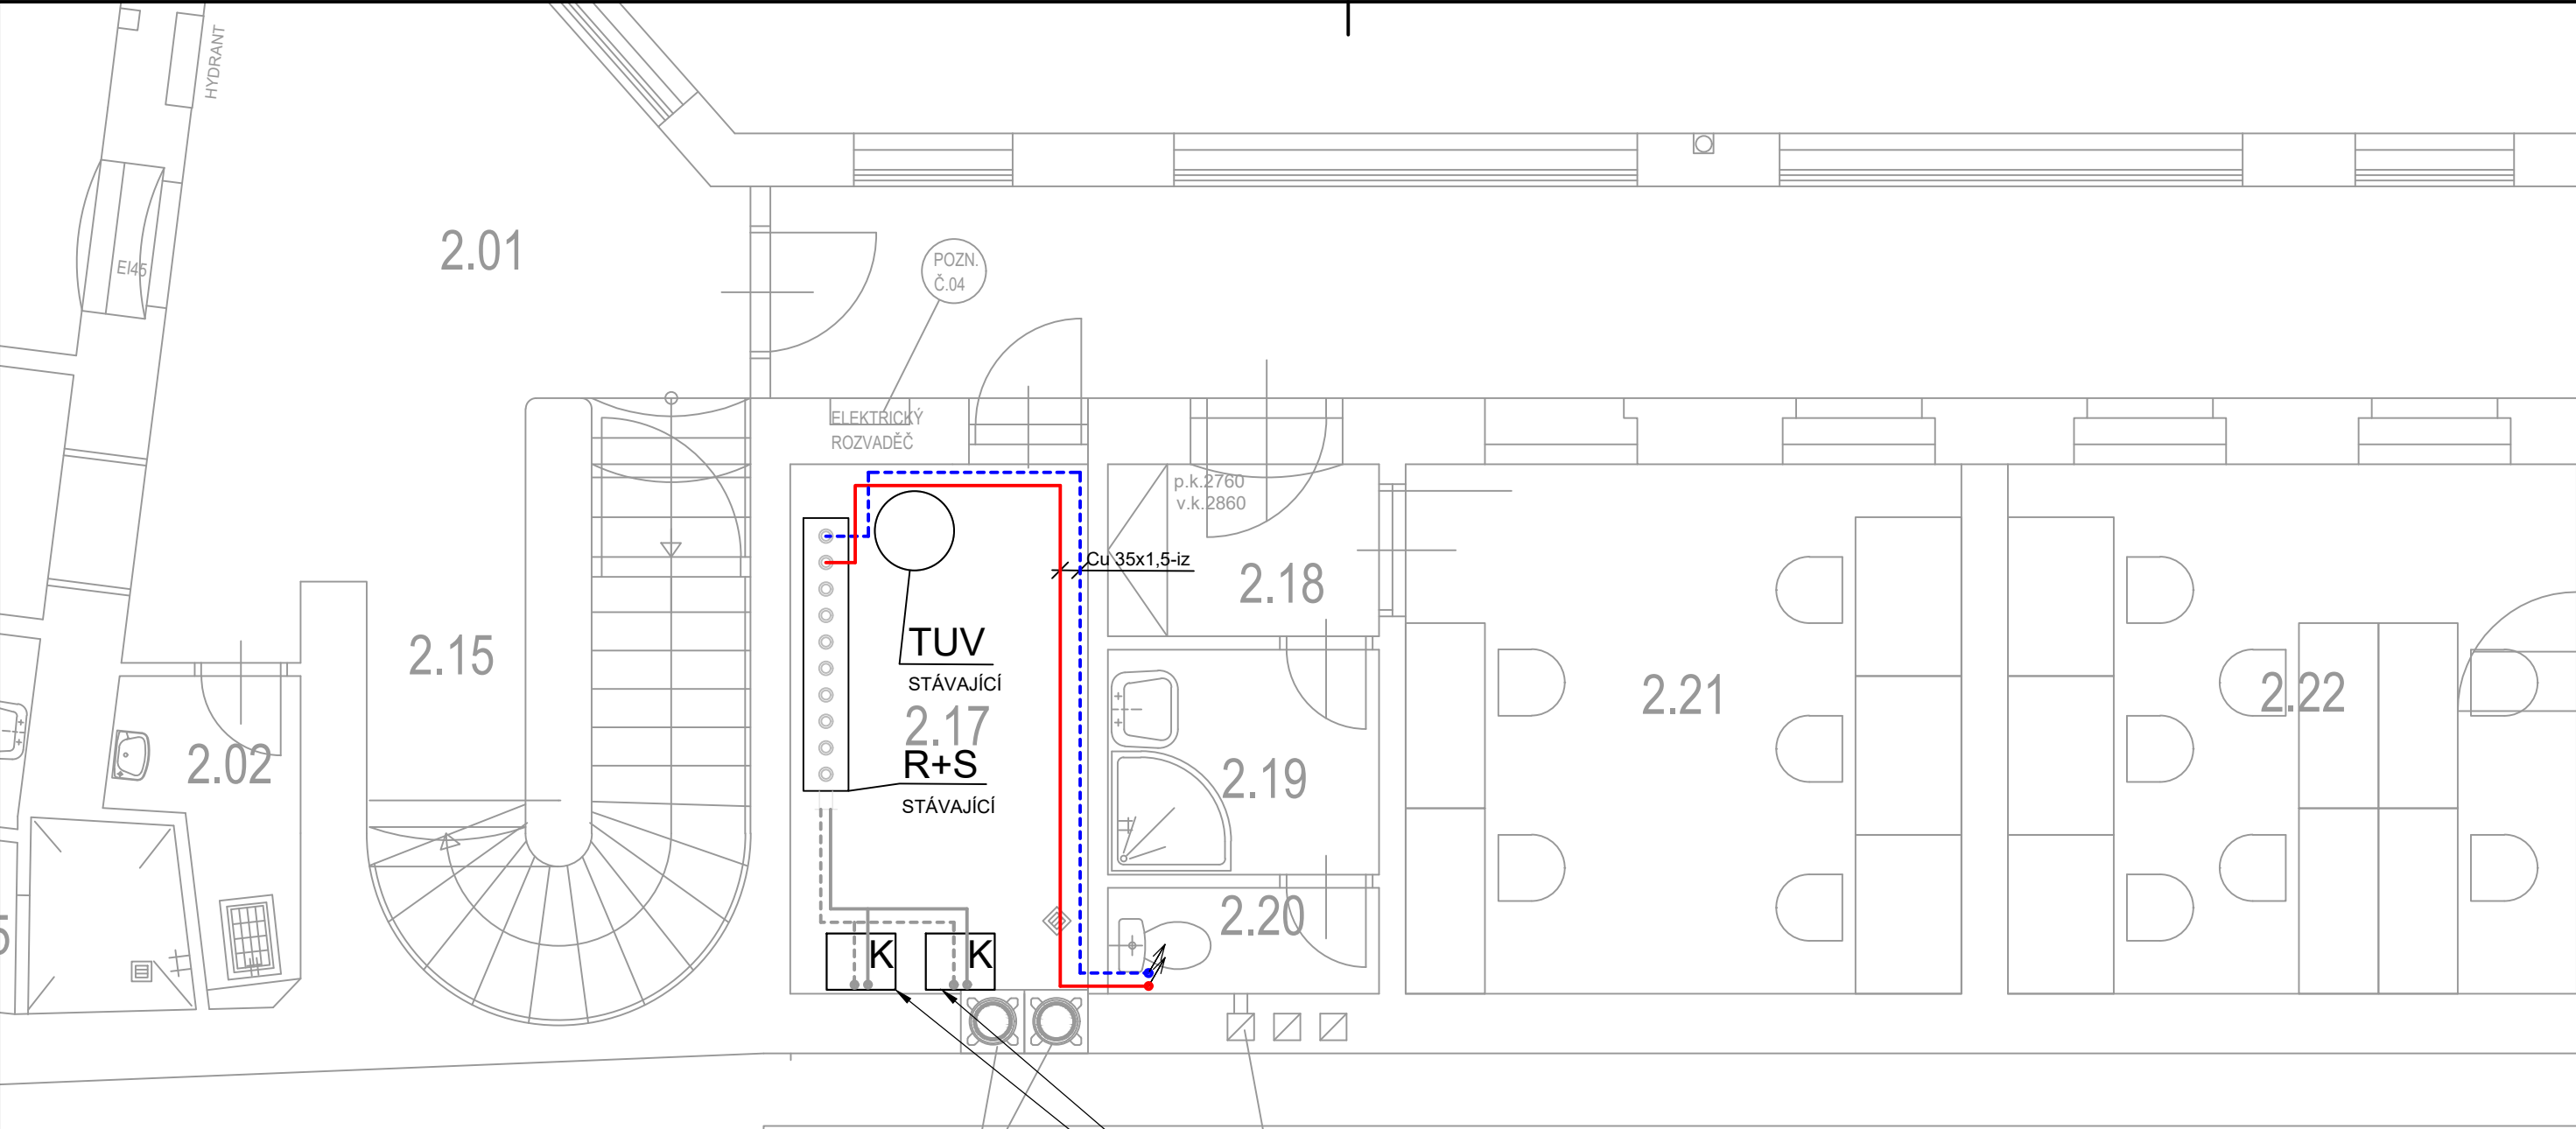 HYDRANT
2.01
EI45
POZN.
Č.04
ELEKTRICKÝ
ROZVADĚČ
p.k.2760
v.k.2860
Cu 35x1,5-iz
2.18
TUV
STÁVAJÍCÍ
2.15
2.17
2.21
2.22
2.02
R+S
STÁVAJÍCÍ
2.19
2.20
5
K
K